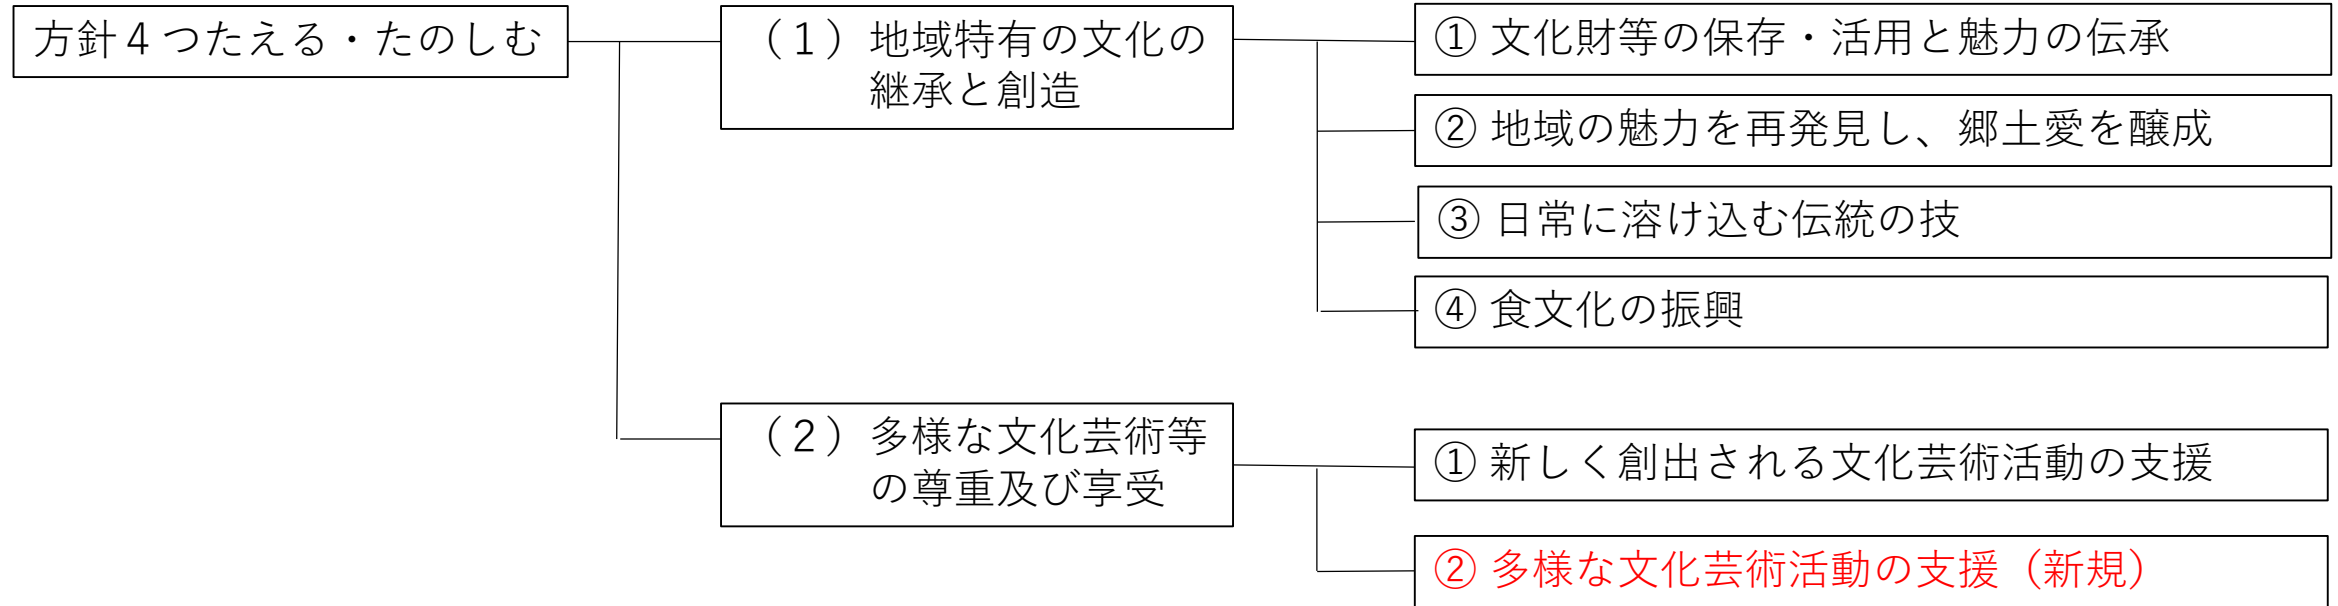 方針４つたえる・たのしむ
（１）地域特有の文化の
継承と創造
① 文化財等の保存・活用と魅力の伝承
② 地域の魅力を再発見し、郷土愛を醸成
③ 日常に溶け込む伝統の技
④ 食文化の振興
（２）多様な文化芸術等
の尊重及び享受
① 新しく創出される文化芸術活動の支援
② 多様な文化芸術活動の支援（新規）